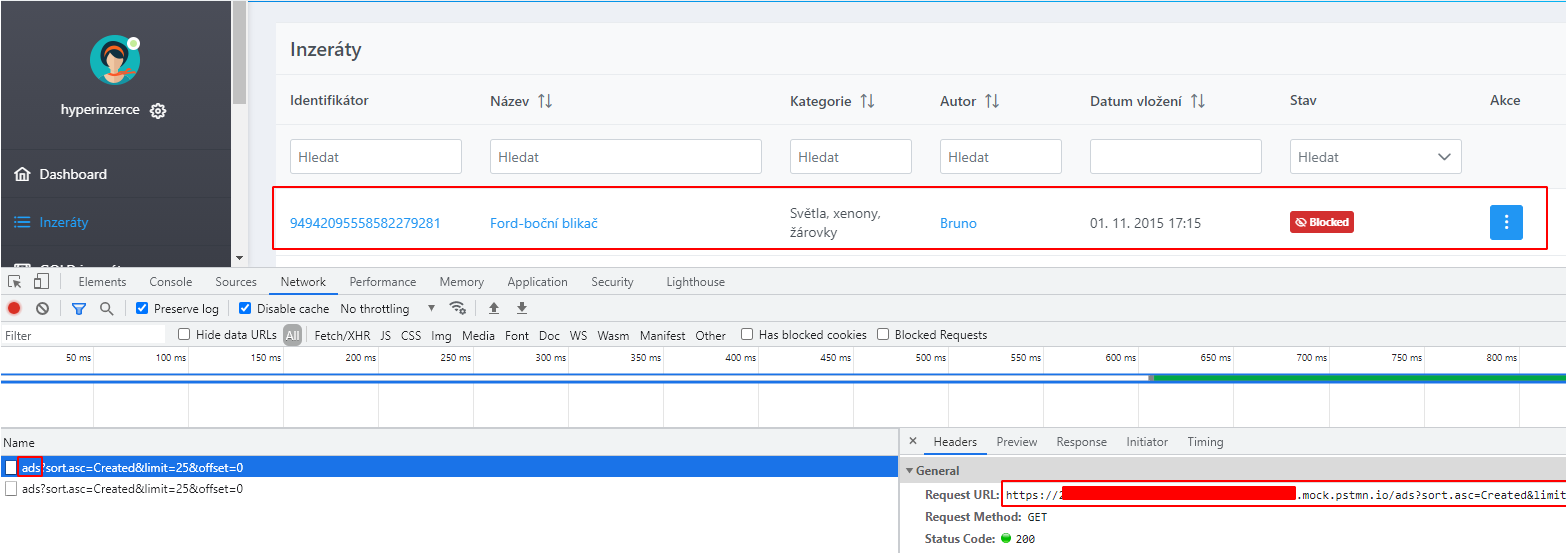 Inzeráty
hyperinzerce
Identifikátor Název Kategorie Autor Datum vložení Stav Akce
Hledat Hledat Hledat Hledat Hledat
Dashboard
Inzeráty
94942095558582279281 Ford-boční blikač Světla, xenony, žárovky Bruno 01. 11. 2015 17:15 Blocked
Elements Console Sources Network Performance Memory Application Security Lighthouse
Preserve log Disable cache No throttling
Filter Hide data URLs All Fetch/XHR JS CSS Img Media Font Doc WS Wasm Manifest Other Has blocked cookies Blocked Requests
50 ms 100 ms 150 ms 200 ms 250 ms 300 ms 350 ms 400 ms 450 ms 500 ms 550 ms 600 ms 650 ms 700 ms 750 ms 800 ms
Name
ads?sort.asc=Created&limit=25&offset=0
ads?sort.asc=Created&limit=25&offset=0
Headers Preview Response Initiator Timing
General
Request URL: https://2 .mock.pstmn.io/ads?sort.asc=Created&limit
Request Method: GET
Status Code: 200